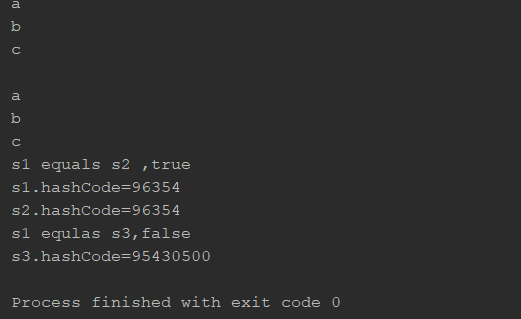 a
b
c

a
b
c
s1 equals s2 ,true
s1.hashCode=96354
s2.hashCode=96354
s1 equlas s3,false
s3.hashCode=95430500

Process finished with exit code 0